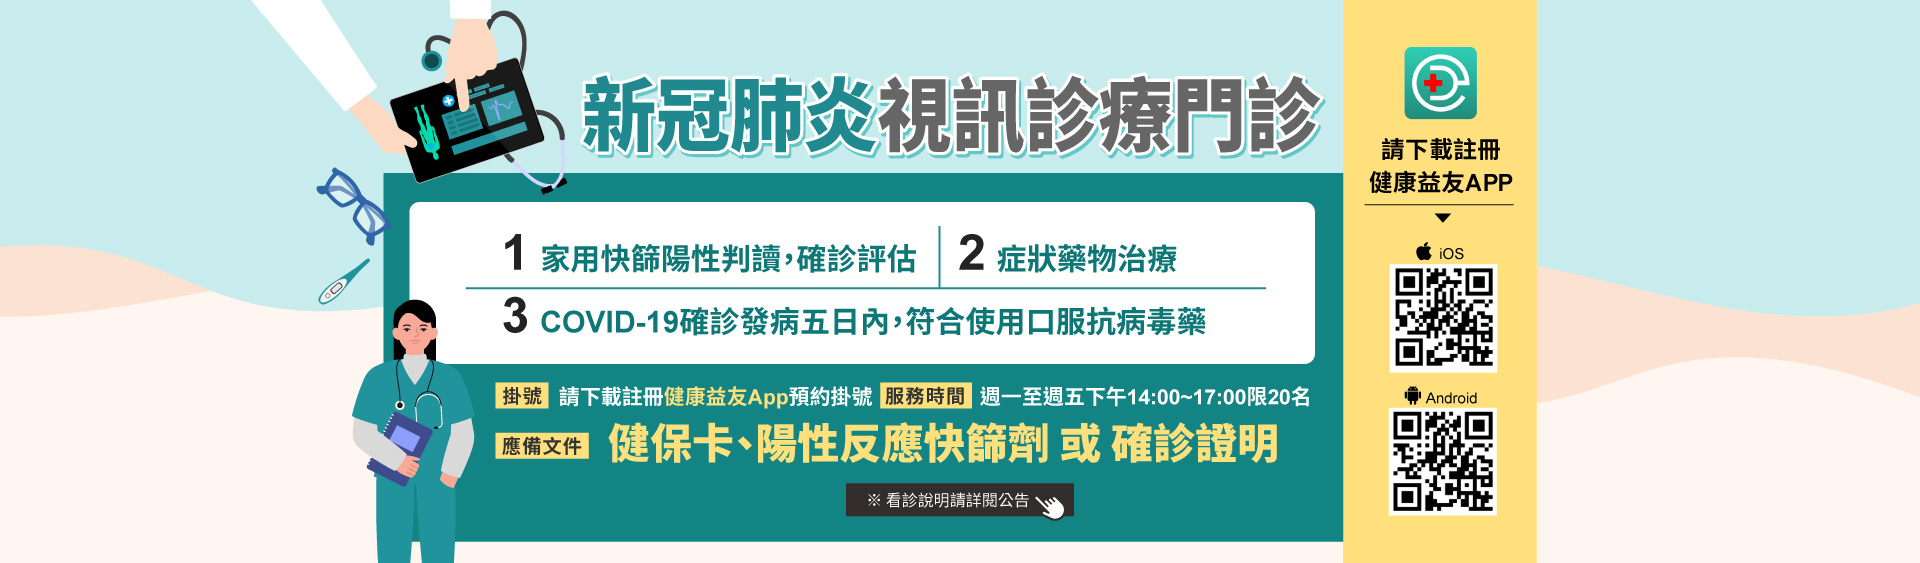 新冠肺炎視訊診療門診
1 家用快篩陽性判讀，確診評估
2 症狀藥物治療
3 COVID-19確診發病五日內，符合使用口服抗病毒藥
掛號 請下載註冊健康益友App預約掛號 服務時間 週一至週五下午14:00~17:00限20名
應備文件 健保卡、陽性反應快篩劑 或 確診證明
※ 看診說明請詳閱公告
請下載註冊
健康益友APP
iOS
Android